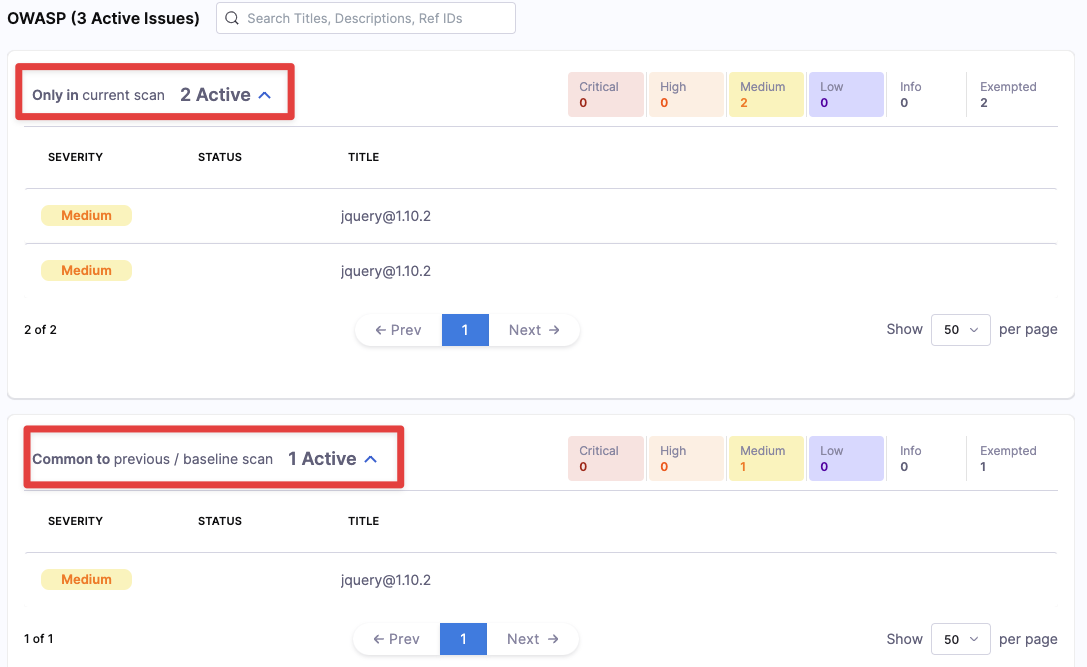 OWASP (3 Active Issues)
Search Titles, Descriptions, Ref IDs
Only in current scan 2 Active
Critical High Medium Low Info Exempted
0 0 2 0 0 2
SEVERITY STATUS TITLE
Medium jquery@1.10.2
Medium jquery@1.10.2
2 of 2 ← Prev 1 Next → Show 50 per page
Common to previous / baseline scan 1 Active
Critical High Medium Low Info Exempted
0 0 1 0 0 1
SEVERITY STATUS TITLE
Medium jquery@1.10.2
1 of 1 ← Prev 1 Next → Show 50 per page